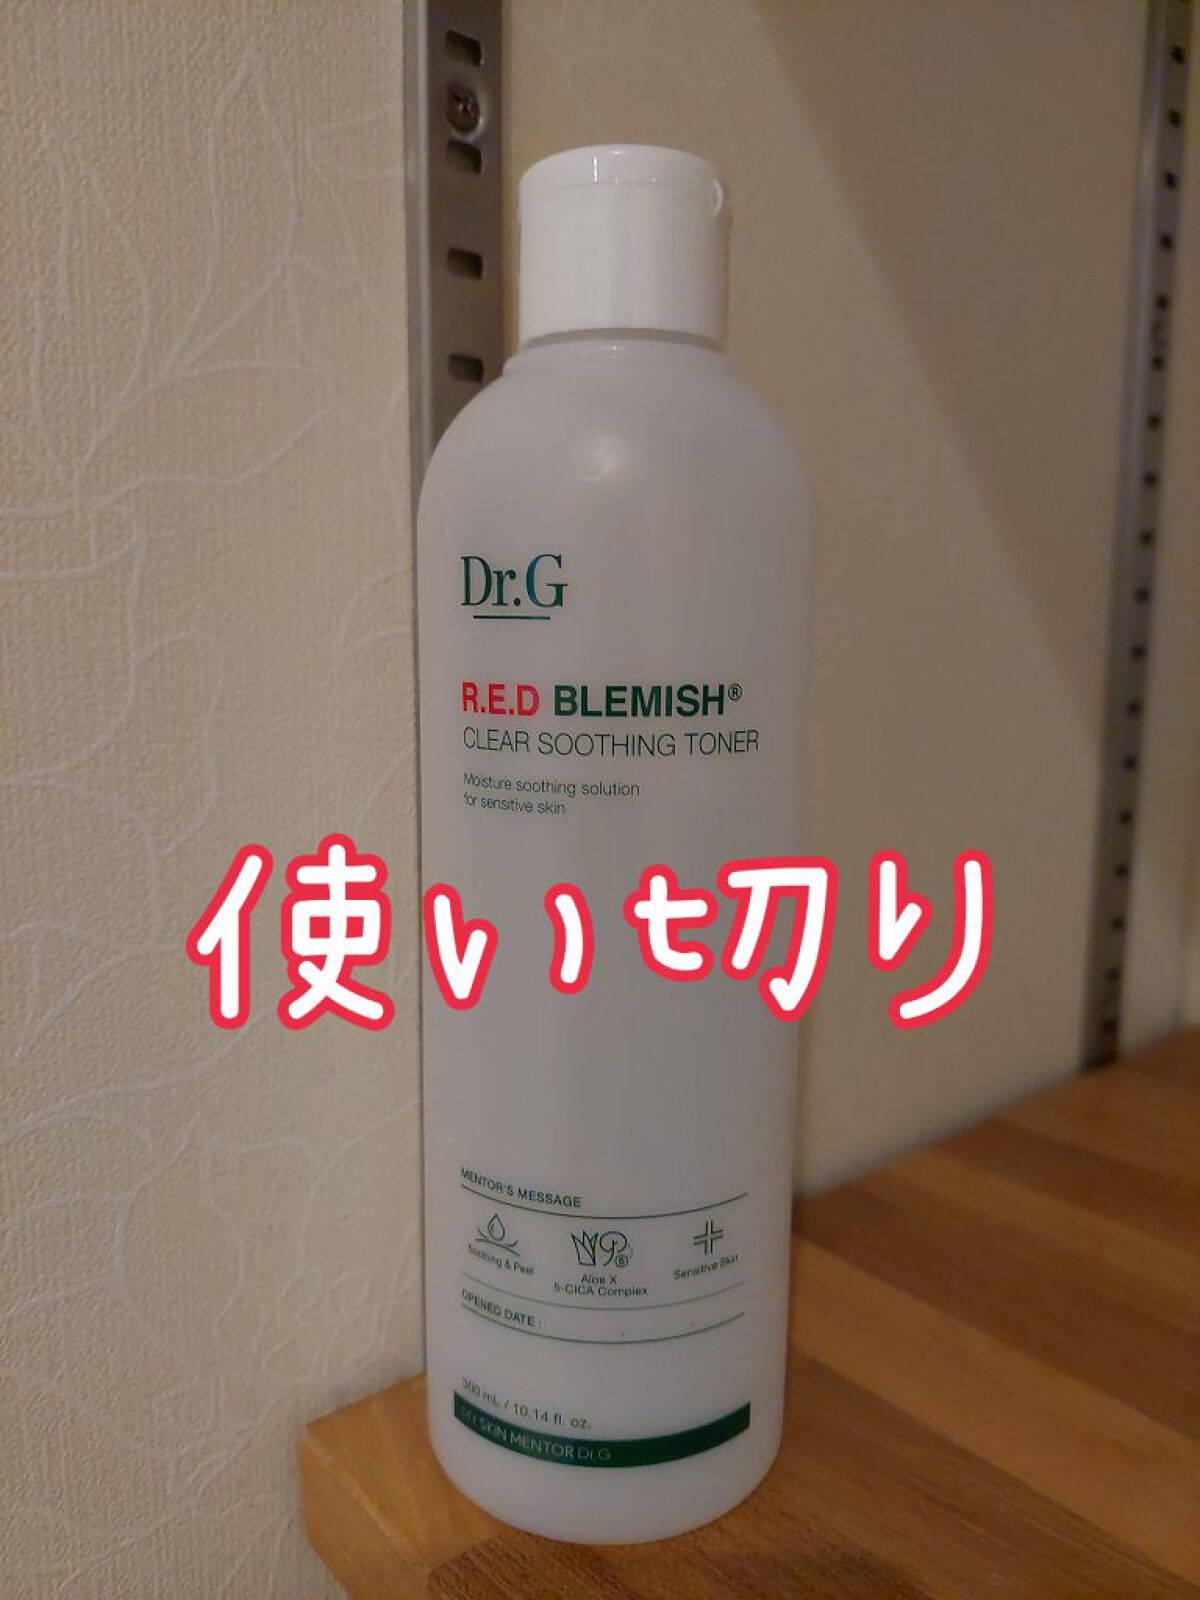 Dr.G
R.E.D BLEMISH®
CLEAR SOOTHING TONER
Moisture soothing solution
for sensitive skin
使い切り
MENTOR'S MESSAGE
Soothing & Peel
Aloe X
5-CICA Complex
Sensitive Skin
OPENED DATE :
300 mL / 10.14 fl. oz.
MY SKIN MENTOR Dr.G